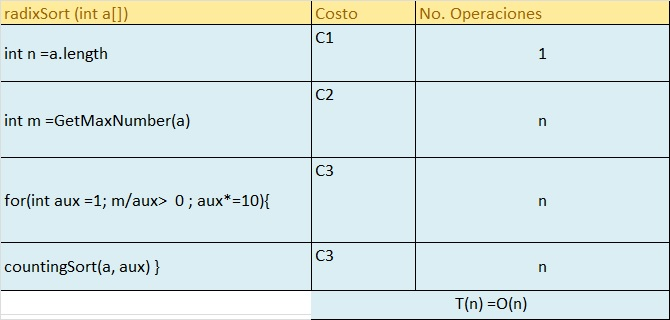 radixSort (int a[]) Costo No. Operaciones
int n =a.length C1 1
int m =GetMaxNumber(a) C2 n
for(int aux =1; m/aux> 0 ; aux*=10){ C3 n
countingSort(a, aux) } C3 n
T(n) =O(n)